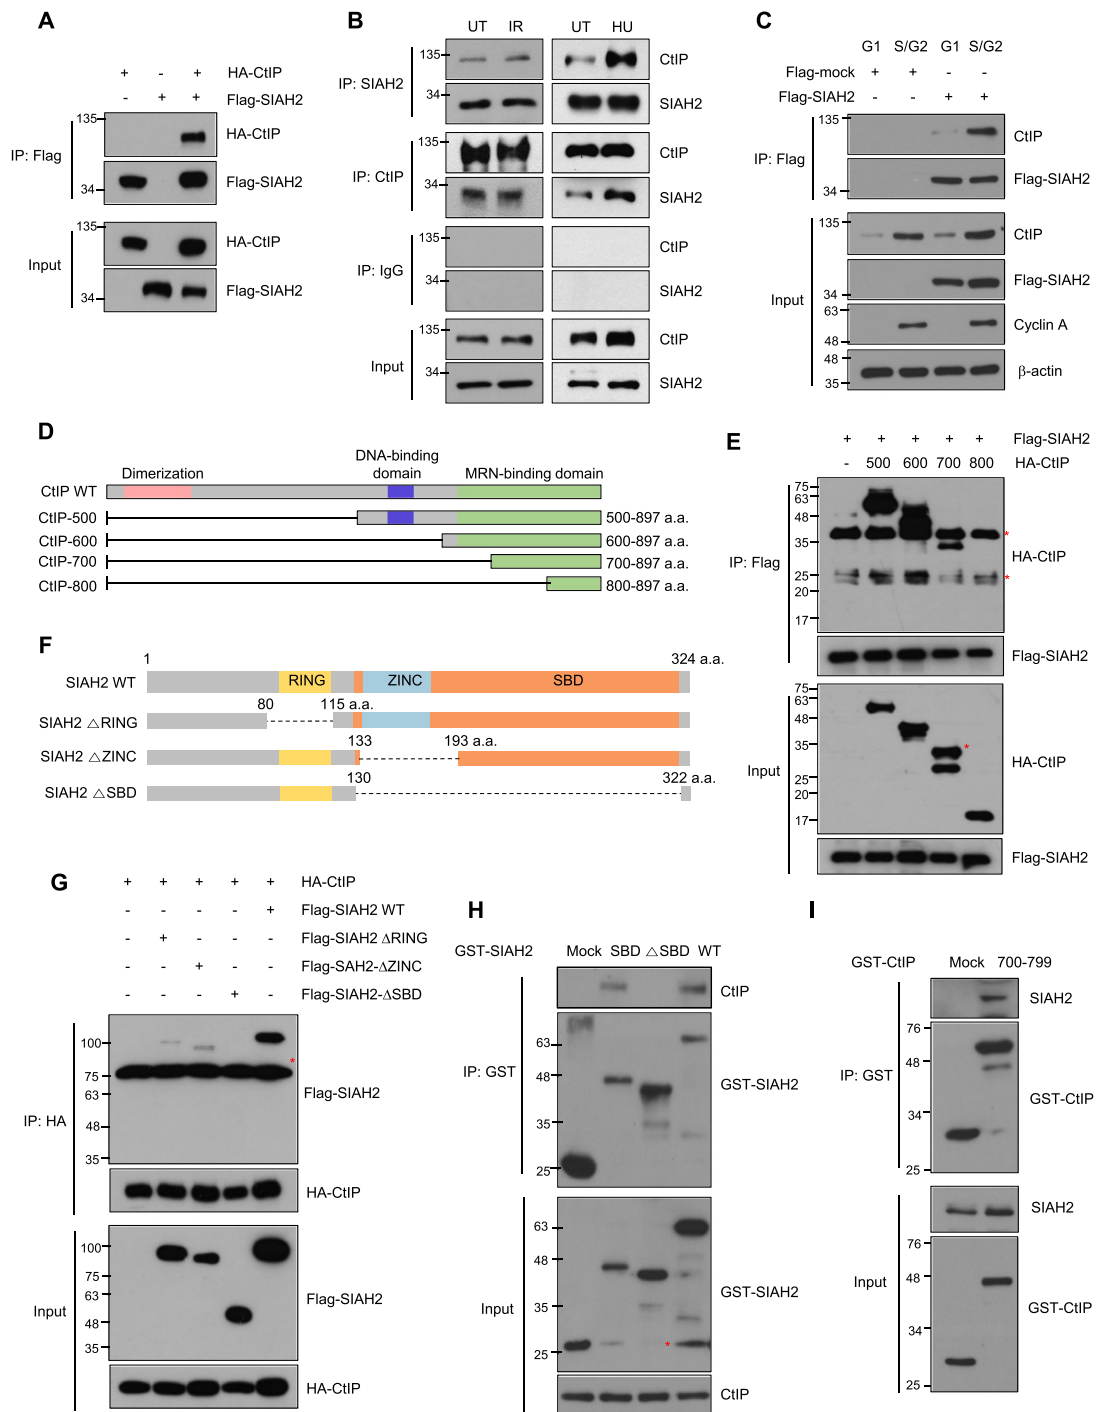 A
+ - + HA-CtIP
- + + Flag-SIAH2
135
HA-CtIP
IP: Flag
34
Flag-SIAH2
135
HA-CtIP
Input
34
Flag-SIAH2
B
UT IR UT HU
135
CtIP
IP: SIAH2
34
SIAH2
135
CtIP
IP: CtIP
34
SIAH2
135
CtIP
IP: IgG
34
SIAH2
135
CtIP
Input
34
SIAH2
C
G1 S/G2 G1 S/G2
Flag-mock + + - -
Flag-SIAH2 - - + +
135
CtIP
IP: Flag
Flag-SIAH2
34
135
CtIP
Flag-SIAH2
Input
34
63
Cyclin A
48
48
β-actin
35
D
Dimerization
DNA-binding
domain
MRN-binding domain
CtIP WT
CtIP-500 500-897 a.a.
CtIP-600 600-897 a.a.
CtIP-700 700-897 a.a.
CtIP-800 800-897 a.a.
E
+ + + + + Flag-SIAH2
- 500 600 700 800 HA-CtIP
75
63
48
35
*
HA-CtIP
IP: Flag
25
*
20
17
Flag-SIAH2
75
63
48
35
*
HA-CtIP
Input
25
20
17
Flag-SIAH2
F
1 324 a.a.
SIAH2 WT RING ZINC SBD
80 115 a.a.
SIAH2 △RING
133 193 a.a.
SIAH2 △ZINC
130 322 a.a.
SIAH2 △SBD
G
+ + + + + HA-CtIP
- - - - + Flag-SIAH2 WT
- + - - - Flag-SIAH2 ΔRING
- - + - - Flag-SAH2-ΔZINC
- - - + - Flag-SIAH2-ΔSBD
100
*
75
63
Flag-SIAH2
IP: HA
48
35
HA-CtIP
100
75
63
Flag-SIAH2
Input
48
35
HA-CtIP
H
GST-SIAH2 Mock SBD △SBD WT
CtIP
63
IP: GST
48
GST-SIAH2
35
25
63
48
GST-SIAH2
Input
35
*
25
CtIP
I
GST-CtIP Mock 700-799
SIAH2
76
IP: GST
48
GST-CtIP
34
25
SIAH2
76
Input
48
GST-CtIP
34
25